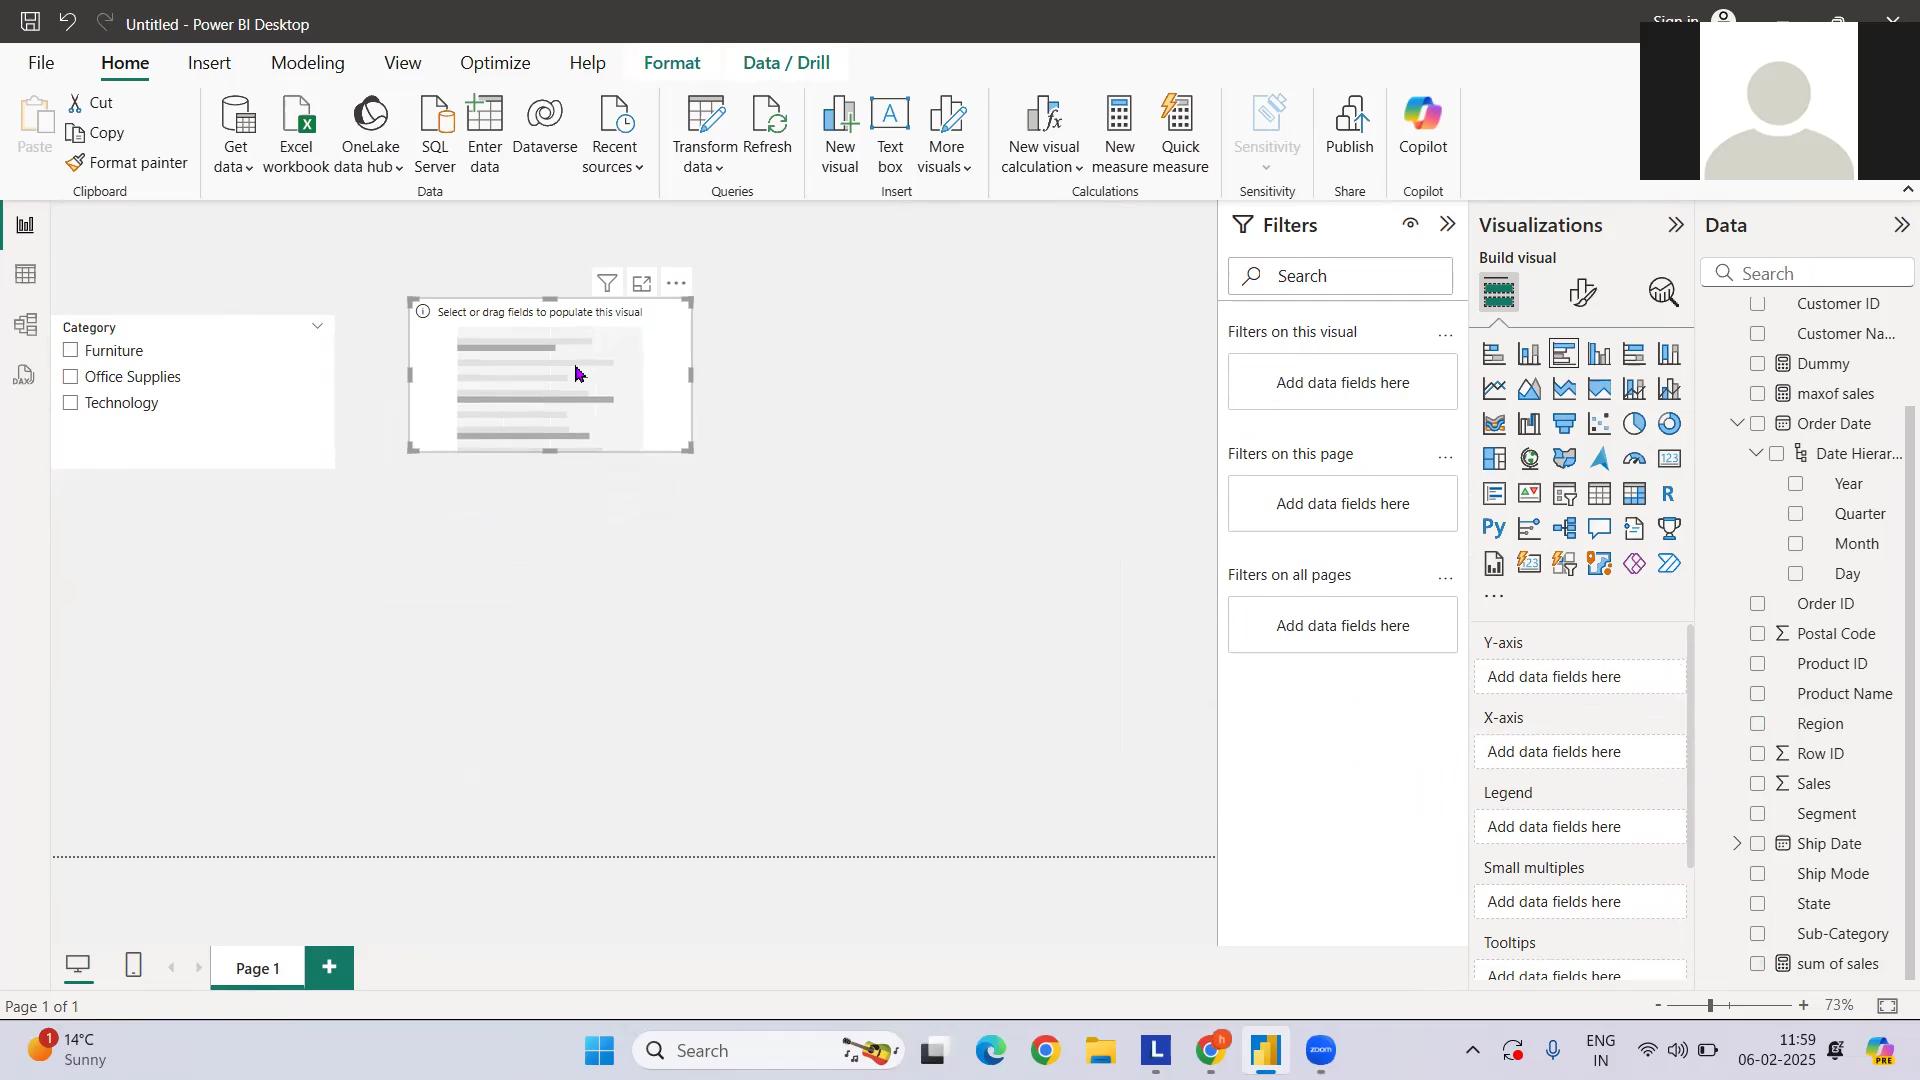 Untitled - Power BI Desktop
File
Home
Insert
Modeling
View
Optimize
Help
Format
Data / Drill
Paste
Cut
Copy
Format painter
Clipboard
Get data
Excel workbook
OneLake data hub
SQL Server
Enter data
Dataverse
Recent sources
Data
Transform data
Refresh
Queries
New visual
Text box
More visuals
Insert
New visual calculation
New measure
Quick measure
Calculations
Sensitivity
Sensitivity
Publish
Share
Copilot
Copilot
Category
Furniture
Office Supplies
Technology
Select or drag fields to populate this visual
Filters
Search
Filters on this visual
Add data fields here
Filters on this page
Add data fields here
Filters on all pages
Add data fields here
Visualizations
Build visual
Y-axis
Add data fields here
X-axis
Add data fields here
Legend
Add data fields here
Small multiples
Add data fields here
Tooltips
Add data fields here
Data
Search
Customer ID
Customer Na...
Dummy
maxof sales
Order Date
Date Hierar...
Year
Quarter
Month
Day
Order ID
Postal Code
Product ID
Product Name
Region
Row ID
Sales
Segment
Ship Date
Ship Mode
State
Sub-Category
sum of sales
Page 1
Page 1 of 1
73%
1
14°C
Sunny
Search
zoom
ENG
IN
11:59
06-02-2025
PRE